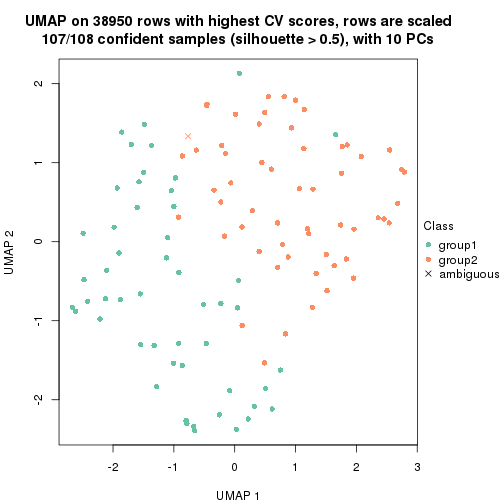 UMAP on 38950 rows with highest CV scores, rows are scaled
107/108 confident samples (silhouette > 0.5), with 10 PCs
2
1
0
-1
-2
UMAP 2
Class
group1
group2
ambiguous
-2
-1
0
1
2
3
UMAP 1